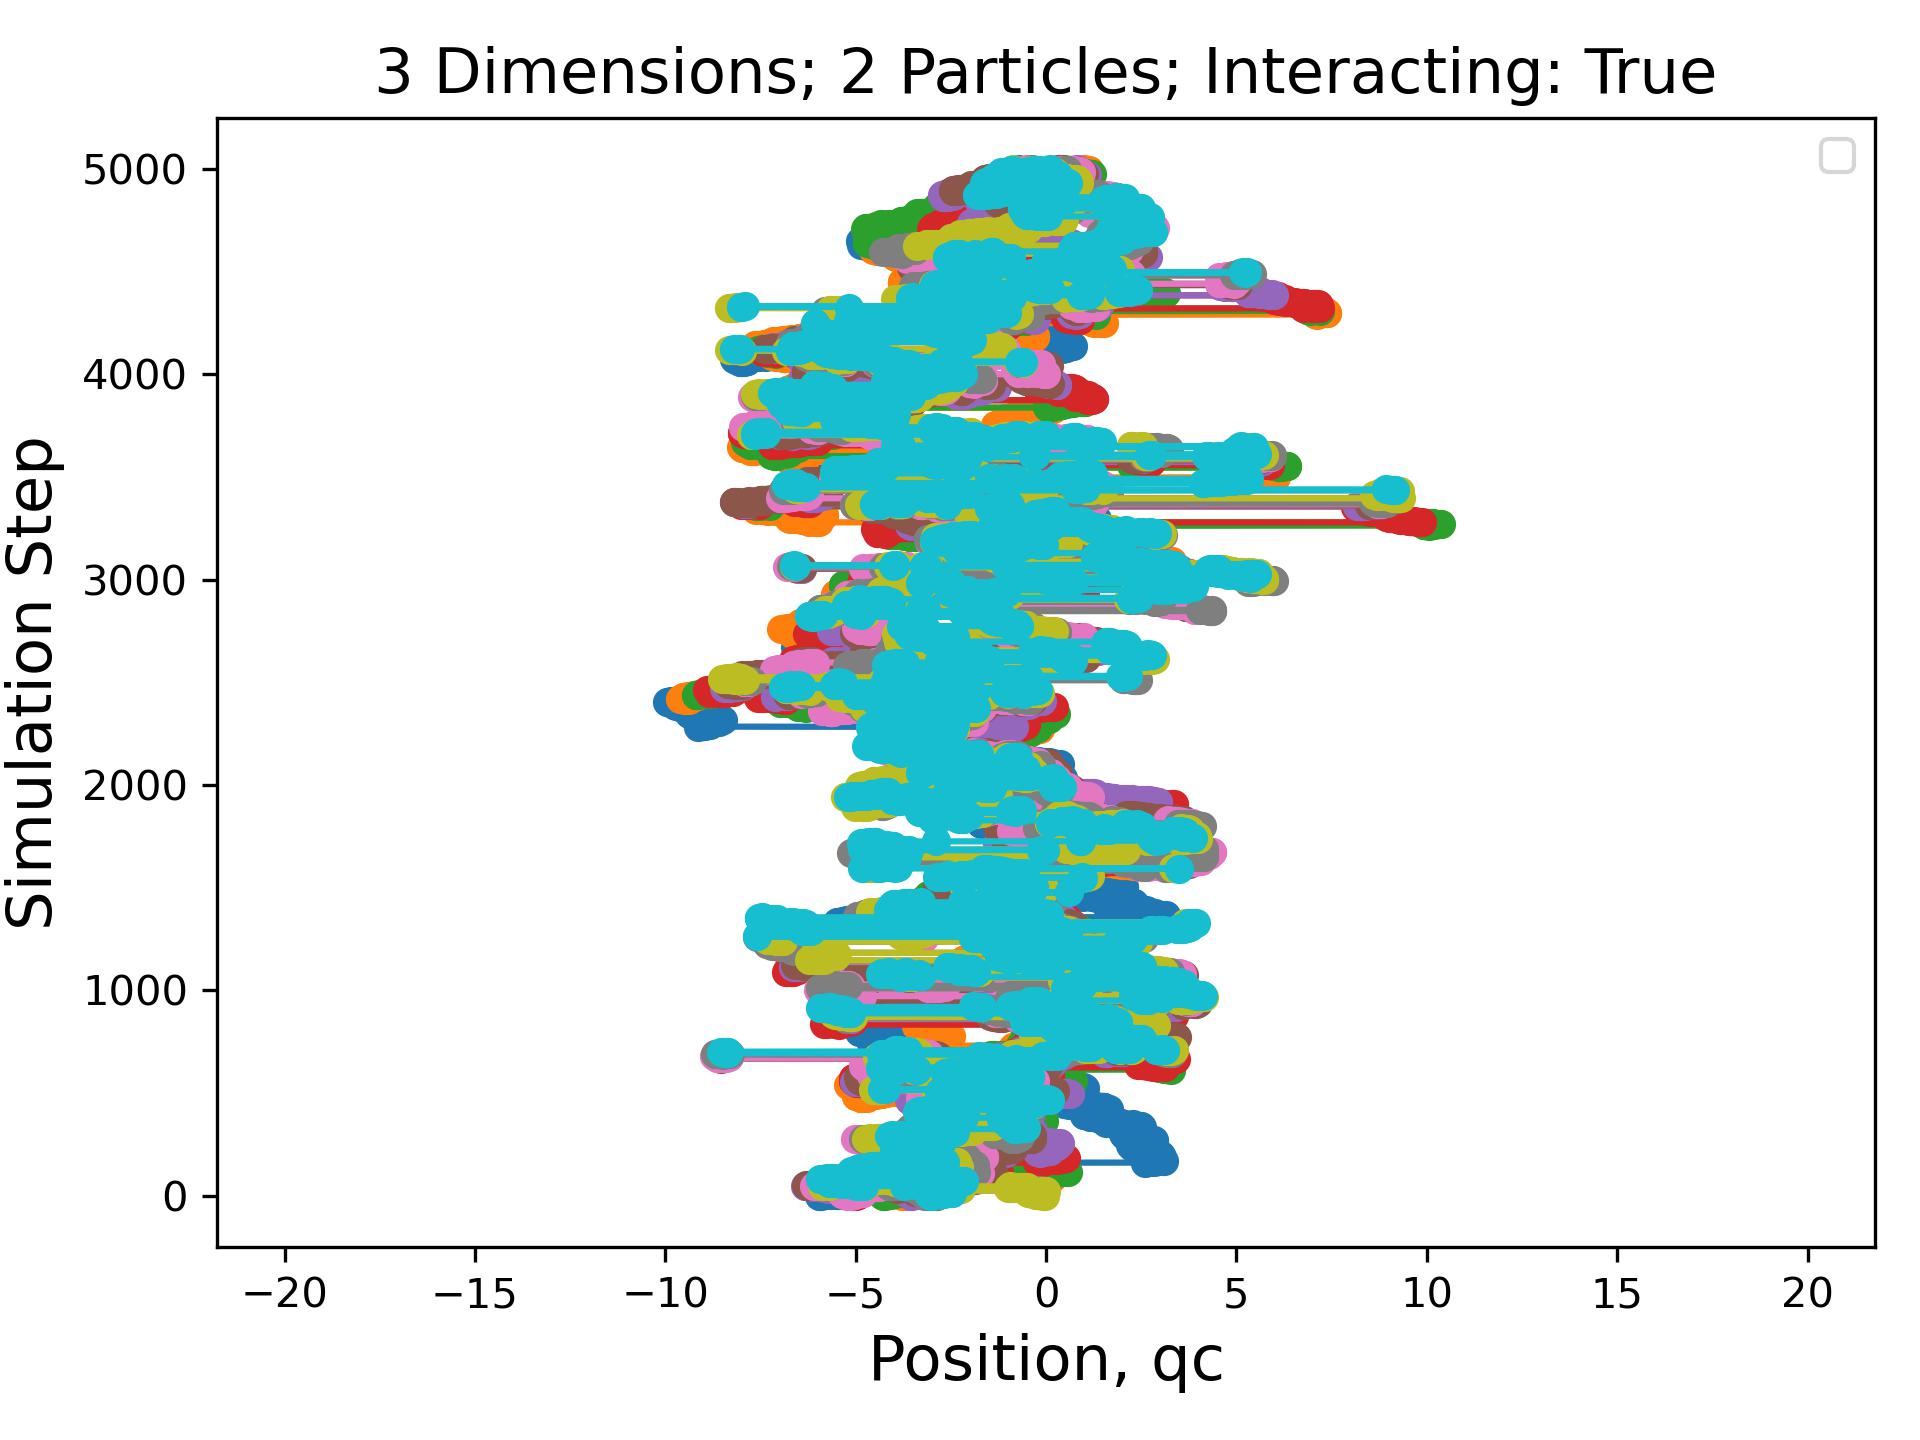 3 Dimensions; 2 Particles; Interacting: True
Simulation Step
5000
4000
3000
2000
1000
0
−20 −15 −10 −5 0 5 10 15 20
Position, qc